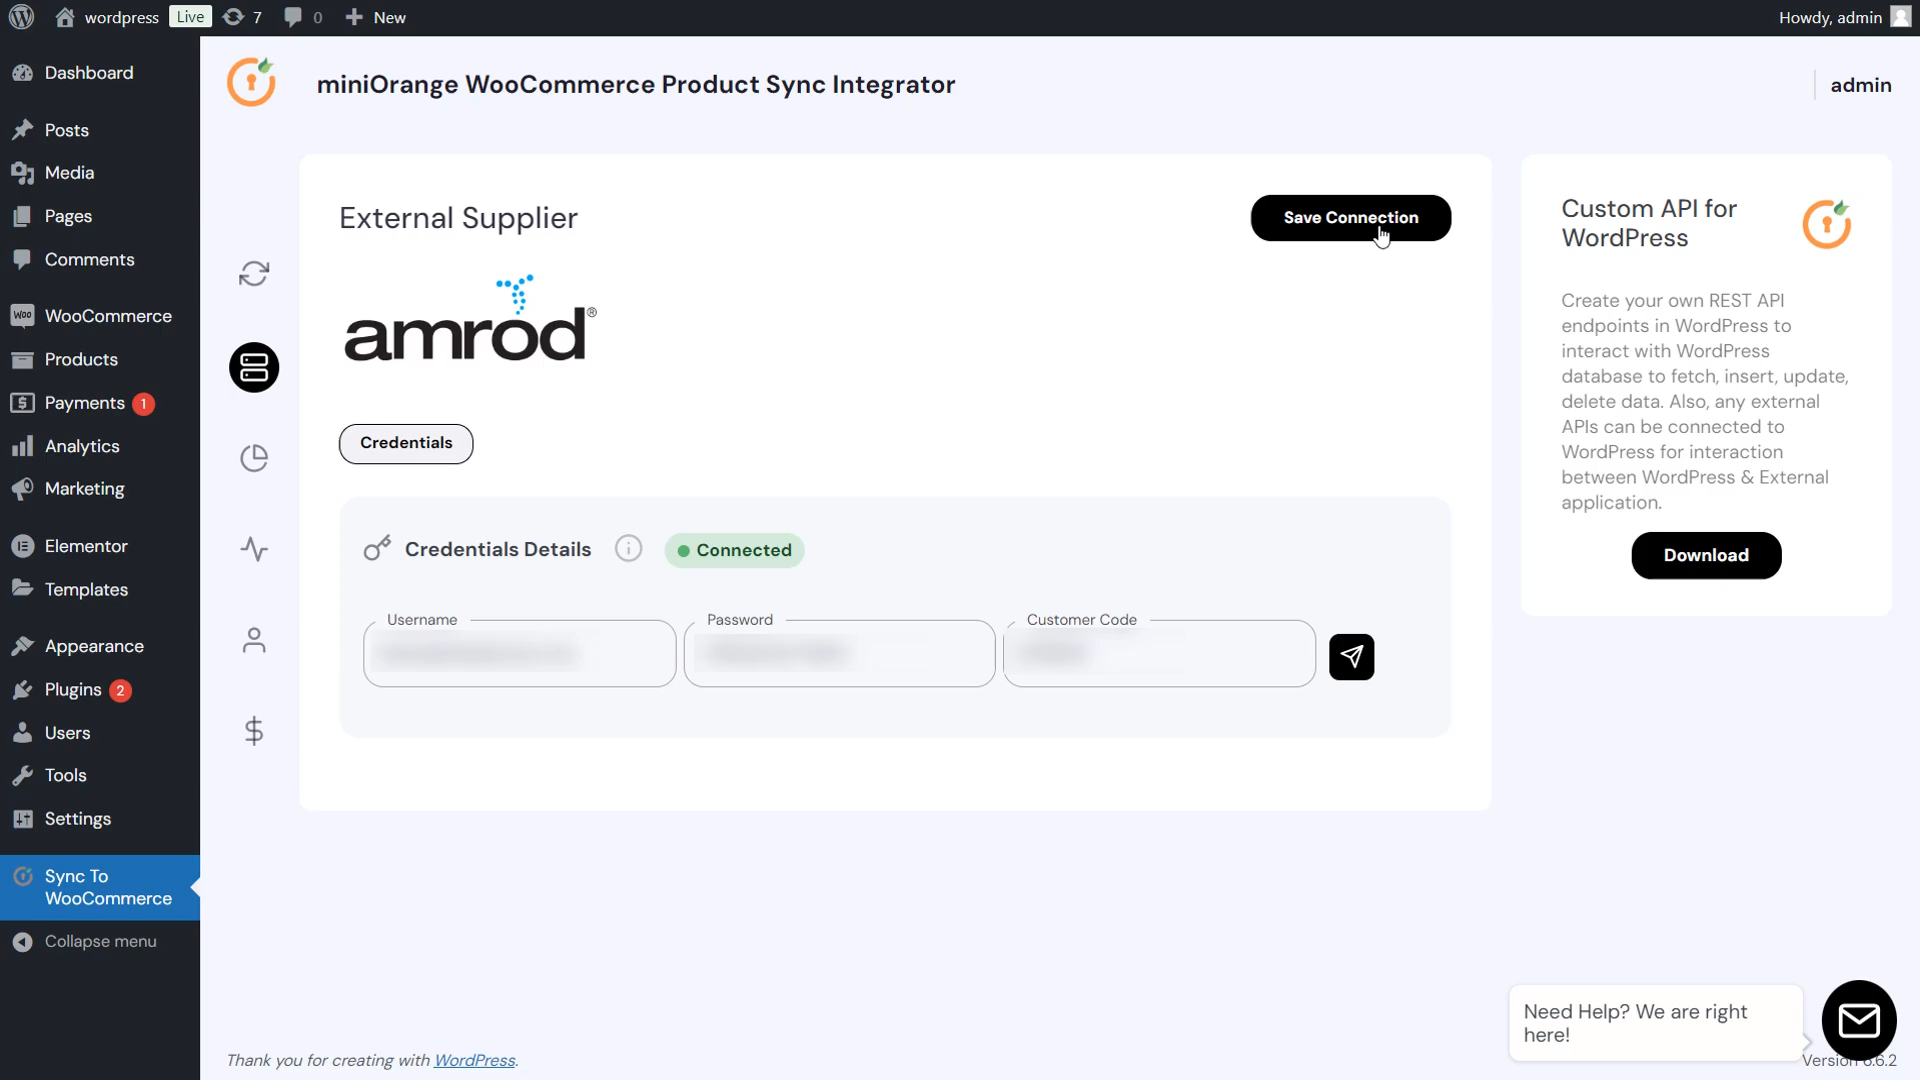 wordpress Live 7 0 New
Howdy, admin
Dashboard
Posts
Media
Pages
Comments
WooCommerce
Products
Payments 1
Analytics
Marketing
Elementor
Templates
Appearance
Plugins 2
Users
Tools
Settings
Sync To
WooCommerce
Collapse menu
miniOrange WooCommerce Product Sync Integrator
admin
External Supplier
Save Connection
amrod®
Credentials
Credentials Details
Connected
Username
Password
Customer Code
Custom API for
WordPress
Create your own REST API
endpoints in WordPress to
interact with WordPress
database to fetch, insert, update,
delete data. Also, any external
APIs can be connected to
WordPress for interaction
between WordPress & External
application.
Download
Need Help? We are right
here!
Thank you for creating with WordPress.